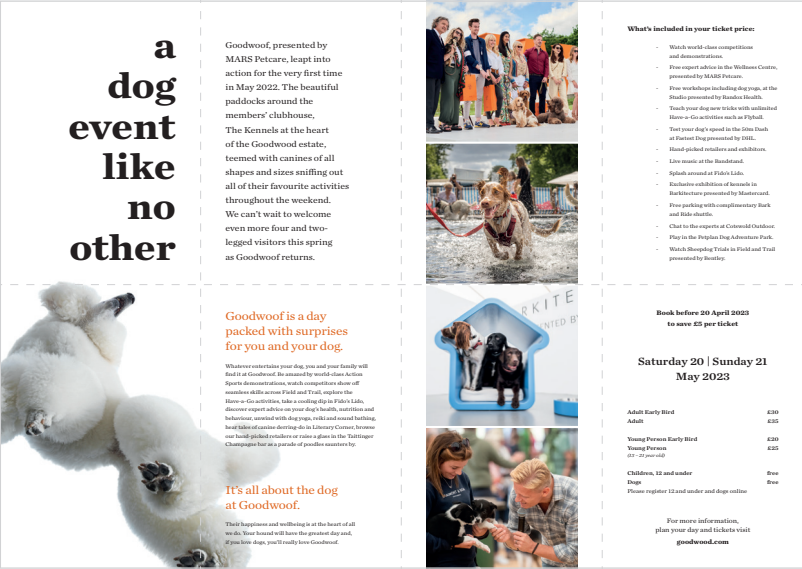 a
dog
event
like
no
other
Goodwoof, presented by
MARS Petcare, leapt into
action for the very first time
in May 2022. The beautiful
paddocks around the
members' clubhouse,
The Kennels at the heart
of the Goodwood estate,
teemed with canines of all
shapes and sizes sniffing out
all of their favourite activities
throughout the weekend.
We can't wait to welcome
even more four and two-
legged visitors this spring
as Goodwoof returns.
Goodwoof is a day
packed with surprises
for you and your dog.
Whatever entertains your dog, you and your family will
find it at Goodwoof. Be amazed by world-class Action
Sports demonstrations, watch competitors show off
seamless skills across Field and Trail, explore the
Have-a-Go activities, take a cooling dip in Fido's Lido,
discover expert advice on your dog's health, nutrition and
behaviour, unwind with dog yoga, reiki and sound bathing,
hear tales of canine derring-do in Literary Corner, browse
our hand-picked retailers or raise a glass in the Taittinger
Champagne bar as a parade of poodles saunters by.
It's all about the dog
at Goodwoof.
Their happiness and wellbeing is at the heart of all
we do. Your hound will have the greatest day and,
if you love dogs, you'll really love Goodwoof.
RKITE
NTED BY
What's included in your ticket price:
- Watch world-class competitions
and demonstrations.
- Free expert advice in the Wellness Centre,
presented by MARS Petcare.
- Free workshops including dog yoga, at the
Studio presented by Randox Health.
- Teach your dog new tricks with unlimited
Have-a-Go activities such as Flyball.
- Test your dog's speed in the 50m Dash
at Fastest Dog presented by DHL.
- Hand-picked retailers and exhibitors.
- Live music at the Bandstand.
- Splash around at Fido's Lido.
- Exclusive exhibition of kennels in
Barkitecture presented by Mastercard.
- Free parking with complimentary Bark
and Ride shuttle.
- Chat to the experts at Cotswold Outdoor.
- Play in the Petplan Dog Adventure Park.
- Watch Sheepdog Trials in Field and Trail
presented by Bentley.
Book before 20 April 2023
to save £5 per ticket
Saturday 20 | Sunday 21
May 2023
Adult Early Bird £30
Adult £35
Young Person Early Bird £20
Young Person £25
(13 – 21 year old)
Children, 12 and under free
Dogs free
Please register 12 and under and dogs online
For more information,
plan your day and tickets visit
goodwood.com